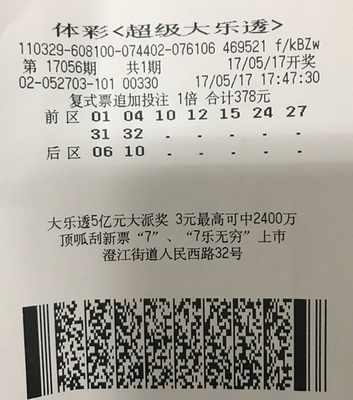 体彩<超级大乐透>
110329-608100-074402-076106 469521 f/kBZw
第 17056期 共1期 17/05/17开奖
02-052703-101 00330 17/05/17 17:47:30
复式票追加投注 1倍 合计378元
前区 01 04 10 12 15 24 27
31 32 - - - - -
后区 06 10 - - - - -
大乐透5亿元大派奖 3元最高可中2400万
顶呱刮新票“7”、“7乐无穷”上市
澄江街道人民西路32号